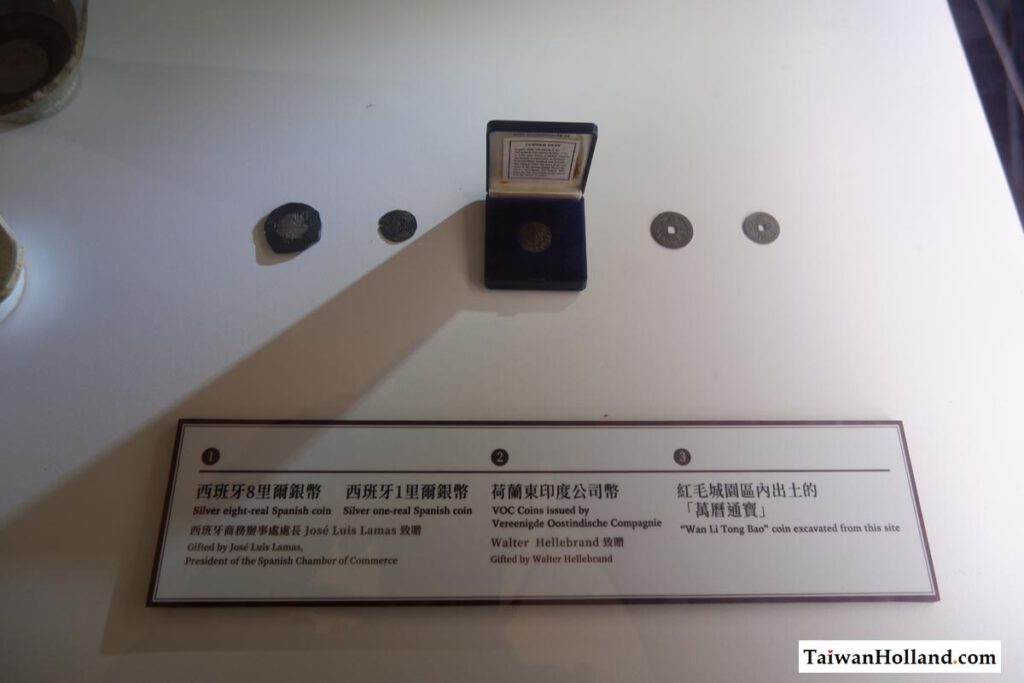 COPPER DUIT
1
西班牙8里爾銀幣 西班牙1里爾銀幣
Silver eight-real Spanish coin Silver one-real Spanish coin
西班牙商務辦事處處長 José Luis Lamas 致贈
Gifted by José Luis Lamas,
President of the Spanish Chamber of Commerce
2
荷蘭東印度公司幣
VOC Coins issued by
Vereenigde Oostindische Compagnie
Walter Hellebrand 致贈
Gifted by Walter Hellebrand
3
紅毛城園區內出土的
「萬曆通寶」
“Wan Li Tong Bao” coin excavated from this site
TaiwanHolland.com